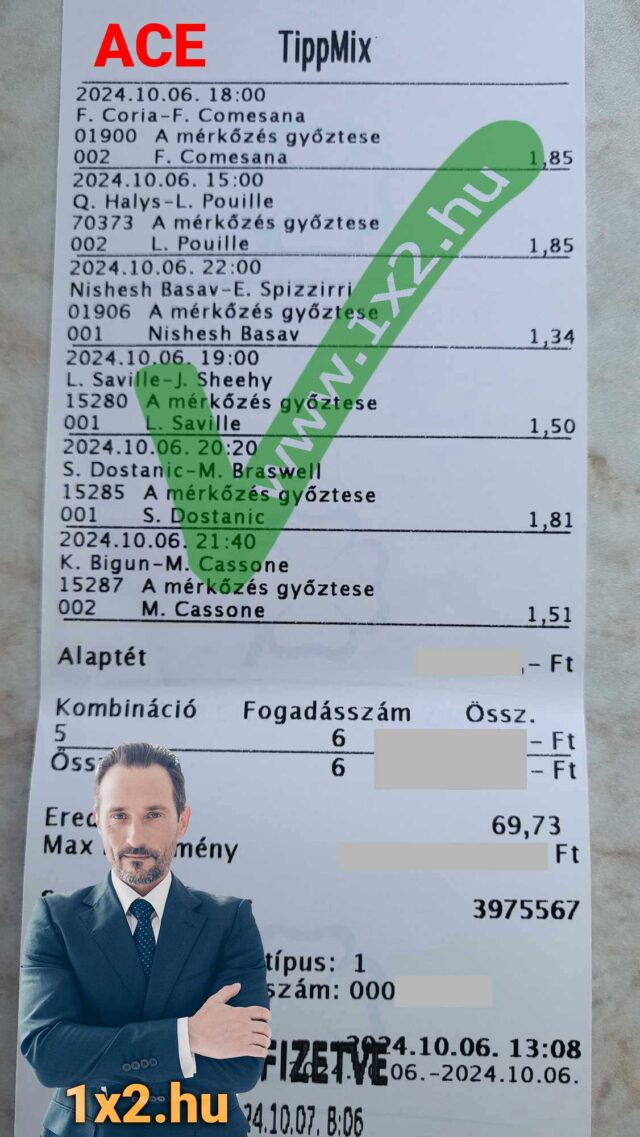 ACE TippMix
2024.10.06. 18:00
F. Coria-F. Comesana
01900 A mérkőzés győztese
002 F. Comesana 1,85
2024.10.06. 15:00
Q. Halys-L. Pouille
70373 A mérkőzés győztese
002 L. Pouille 1,85
2024.10.06. 22:00
Nishesh Basav-E. Spizzirri
01906 A mérkőzés győztese
001 Nishesh Basav 1,34
2024.10.06. 19:00
L. Saville-J. Sheehy
15280 A mérkőzés győztese
001 L. Saville 1,50
2024.10.06. 20:20
S. Dostanic-M. Braswell
15285 A mérkőzés győztese
001 S. Dostanic 1,81
2024.10.06. 21:40
K. Bigun-M. Cassone
15287 A mérkőzés győztese
002 M. Cassone 1,51
www.1x2.hu
Alaptét ,- Ft
Kombináció Fogadásszám Össz.
5 6 - Ft
Össz 6 - Ft
Ered 69,73
Max mény Ft
3975567
típus: 1
szám: 000
2024.10.06. 13:08
FIZETVE 06.-2024.10.06.
24.10.07. 8:06
1x2.hu